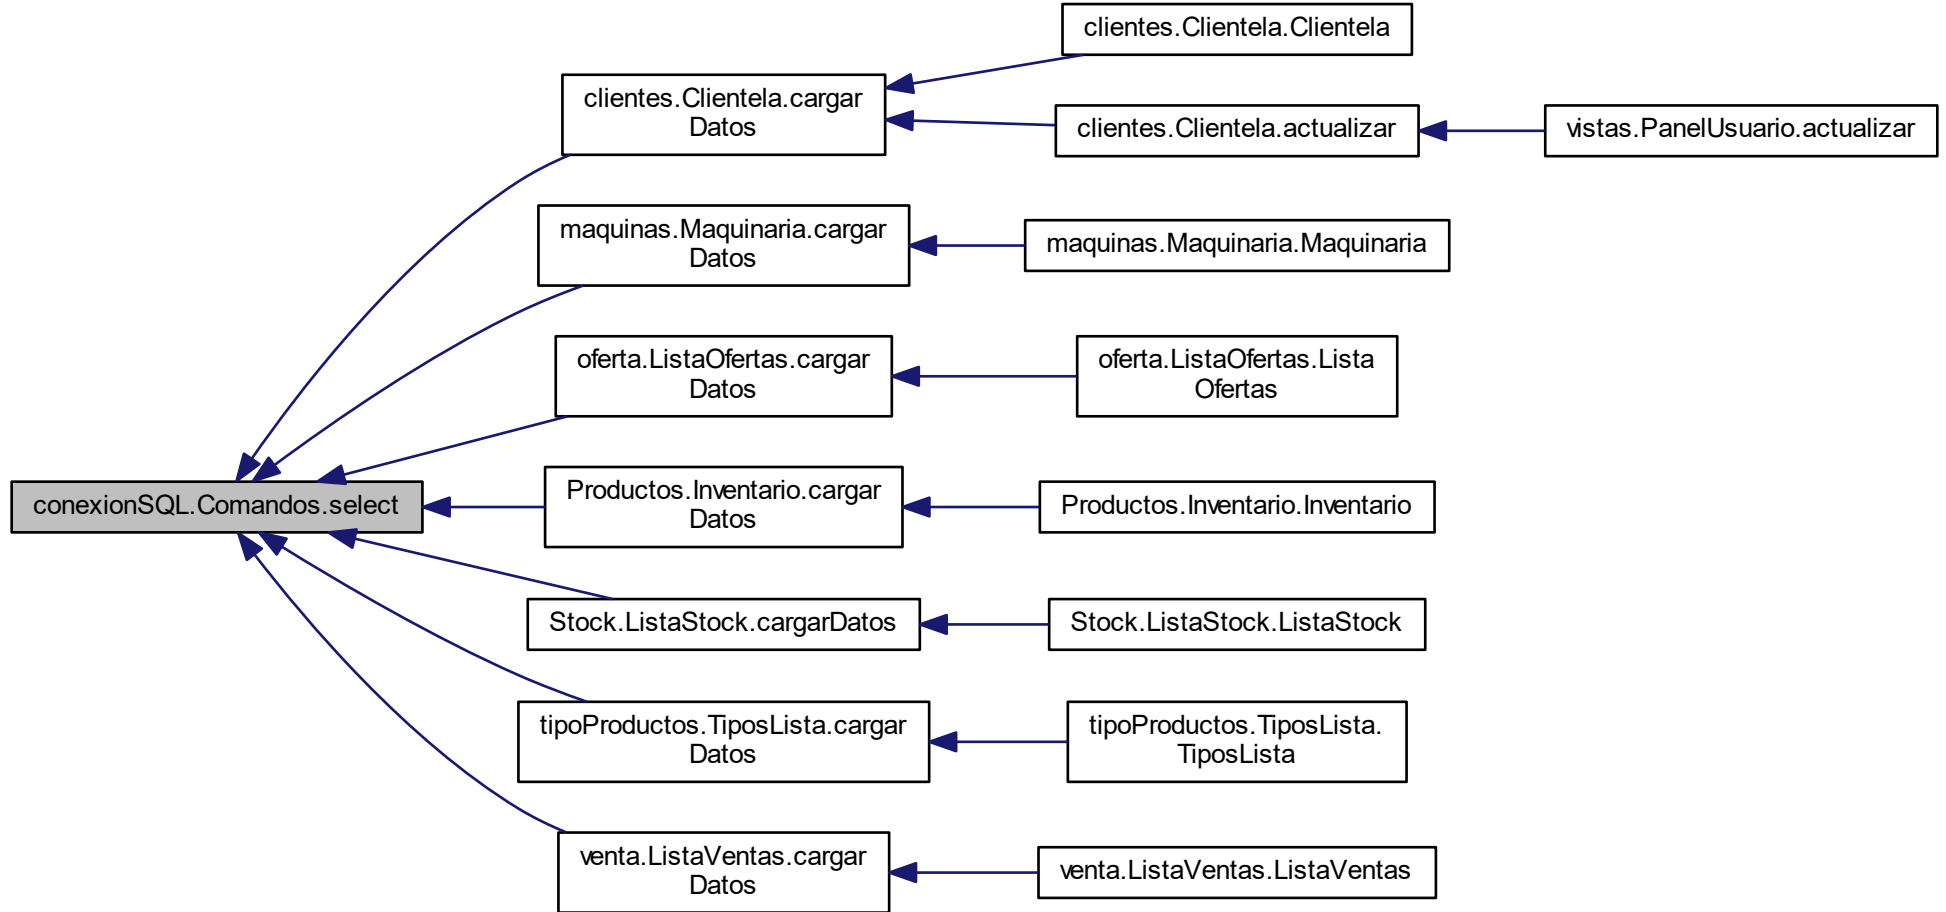 clientes.Clientela.Clientela
clientes.Clientela.cargar
Datos
clientes.Clientela.actualizar
vistas.PanelUsuario.actualizar
maquinas.Maquinaria.cargar
Datos
maquinas.Maquinaria.Maquinaria
oferta.ListaOfertas.cargar
Datos
oferta.ListaOfertas.Lista
Ofertas
conexionSQL.Comandos.select
Productos.Inventario.cargar
Datos
Productos.Inventario.Inventario
Stock.ListaStock.cargarDatos
Stock.ListaStock.ListaStock
tipoProductos.TiposLista.cargar
Datos
tipoProductos.TiposLista.
TiposLista
venta.ListaVentas.cargar
Datos
venta.ListaVentas.ListaVentas